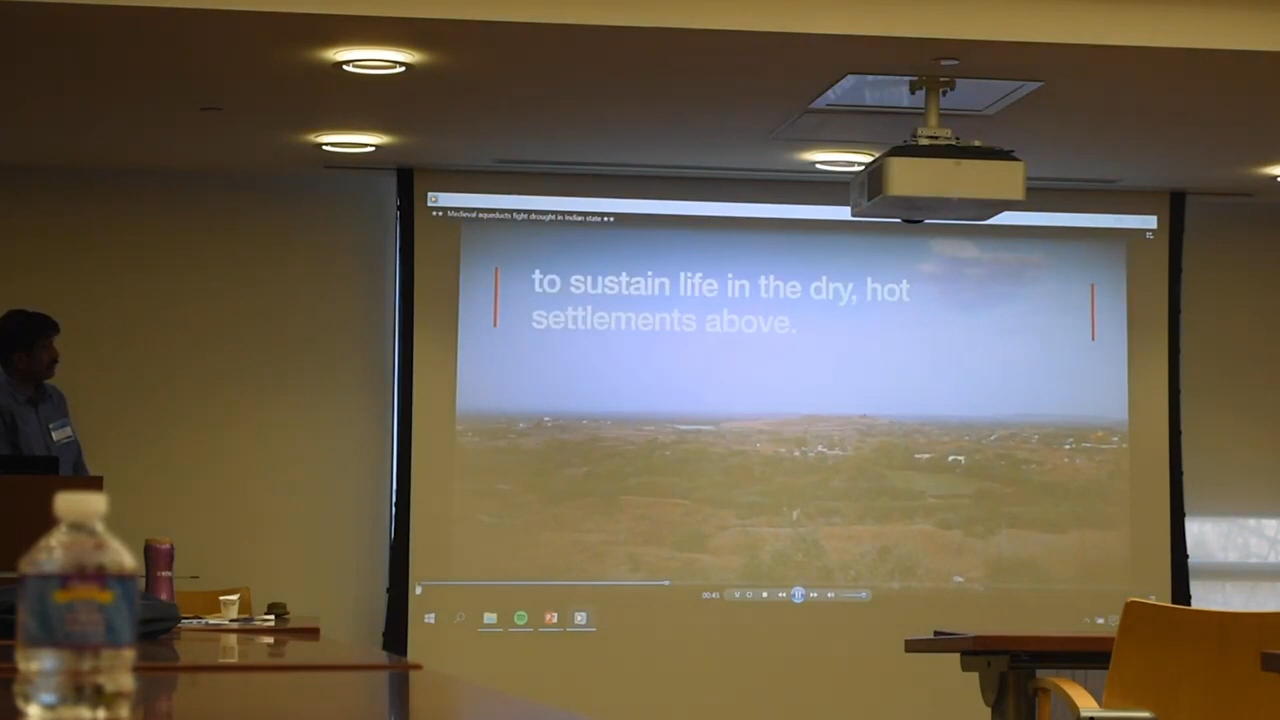 ★★ Medieval aqueducts fight drought in Indian state ★★
to sustain life in the dry, hot
settlements above.
00:45